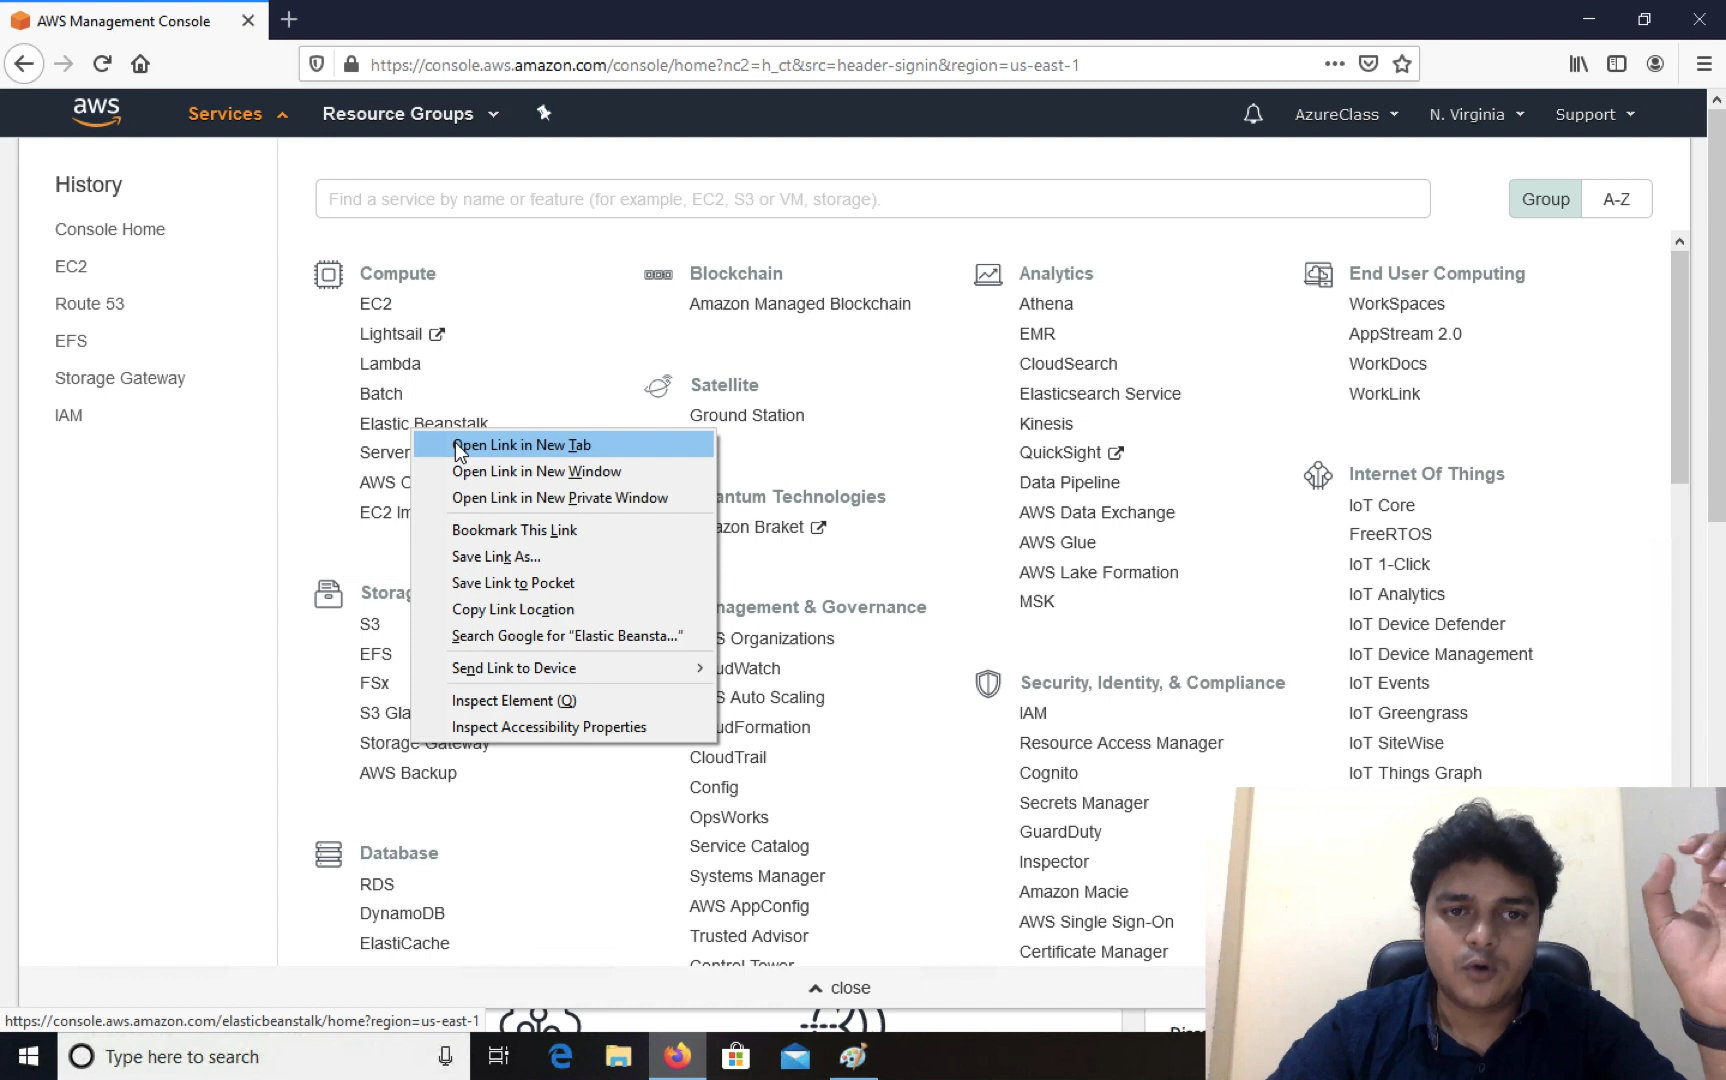 AWS Management Console
https://console.aws.amazon.com/console/home?nc2=h_ct&src=header-signin&region=us-east-1
aws
Services
Resource Groups
AzureClass
N. Virginia
Support
History
Console Home
EC2
Route 53
EFS
Storage Gateway
IAM
Find a service by name or feature (for example, EC2, S3 or VM, storage).
Group
A-Z
Compute
EC2
Lightsail
Lambda
Batch
Elastic Beanstalk
Server
AWS
EC2
Open Link in New Tab
Open Link in New Window
Open Link in New Private Window
Bookmark This Link
Save Link As...
Save Link to Pocket
Copy Link Location
Search Google for "Elastic Beansta..."
Send Link to Device
Inspect Element (Q)
Inspect Accessibility Properties
S3
EFS
FSx
S3
Storage Gateway
AWS Backup
Database
RDS
DynamoDB
ElastiCache
Blockchain
Amazon Managed Blockchain
Satellite
Ground Station
Technologies
Braket
& Governance
Organizations
Auto Scaling
CloudTrail
Config
OpsWorks
Service Catalog
Systems Manager
AWS AppConfig
Trusted Advisor
Control Tower
Analytics
Athena
EMR
CloudSearch
Elasticsearch Service
Kinesis
QuickSight
Data Pipeline
AWS Data Exchange
AWS Glue
AWS Lake Formation
MSK
Security, Identity, & Compliance
IAM
Resource Access Manager
Cognito
Secrets Manager
GuardDuty
Inspector
Amazon Macie
AWS Single Sign-On
Certificate Manager
End User Computing
WorkSpaces
AppStream 2.0
WorkDocs
WorkLink
Internet Of Things
IoT Core
FreeRTOS
IoT 1-Click
IoT Analytics
IoT Device Defender
IoT Device Management
IoT Events
IoT Greengrass
IoT SiteWise
IoT Things Graph
close
https://console.aws.amazon.com/elasticbeanstalk/home?region=us-east-1
Type here to search